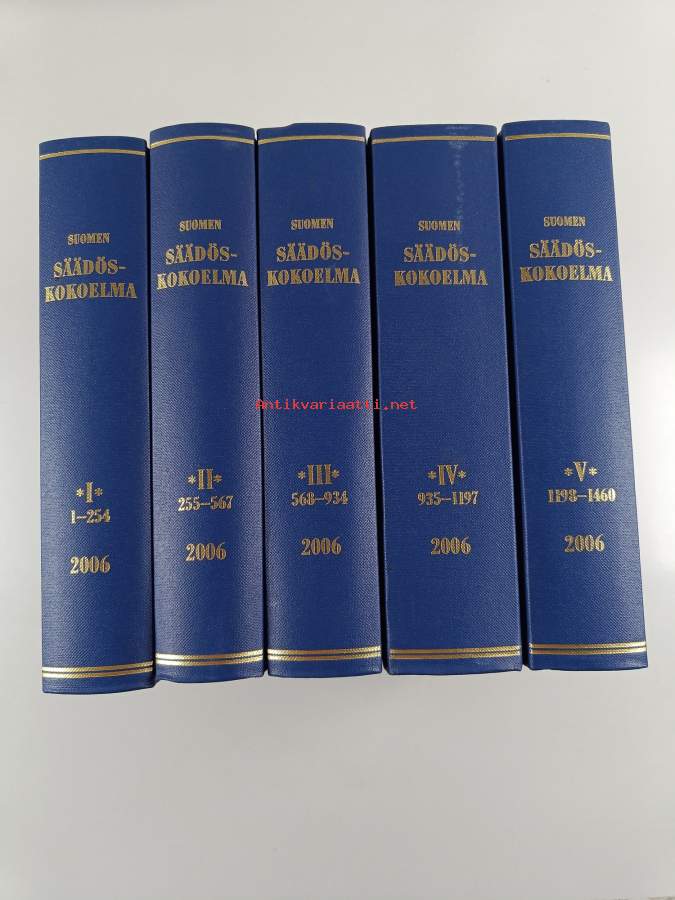 SUOMEN
SÄÄDÖS-
KOKOELMA
*I*
1–254
2006
SUOMEN
SÄÄDÖS-
KOKOELMA
*II*
255–567
2006
SUOMEN
SÄÄDÖS-
KOKOELMA
*III*
568–934
2006
SUOMEN
SÄÄDÖS-
KOKOELMA
*IV*
935–1197
2006
SUOMEN
SÄÄDÖS-
KOKOELMA
*V*
1198–1460
2006
Antikvariaatti.net